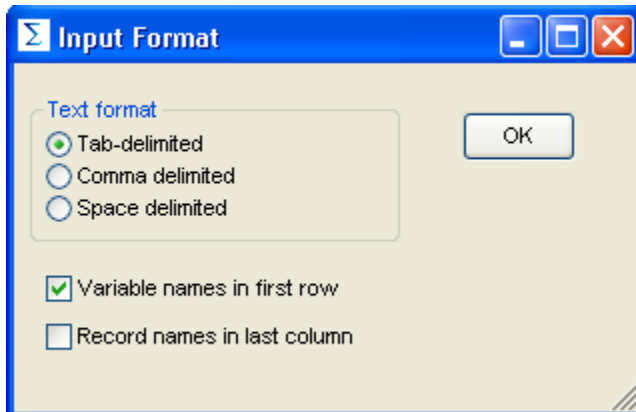 Σ Input Format
Text format
Tab-delimited
OK
Comma delimited
Space delimited
Variable names in first row
Record names in last column